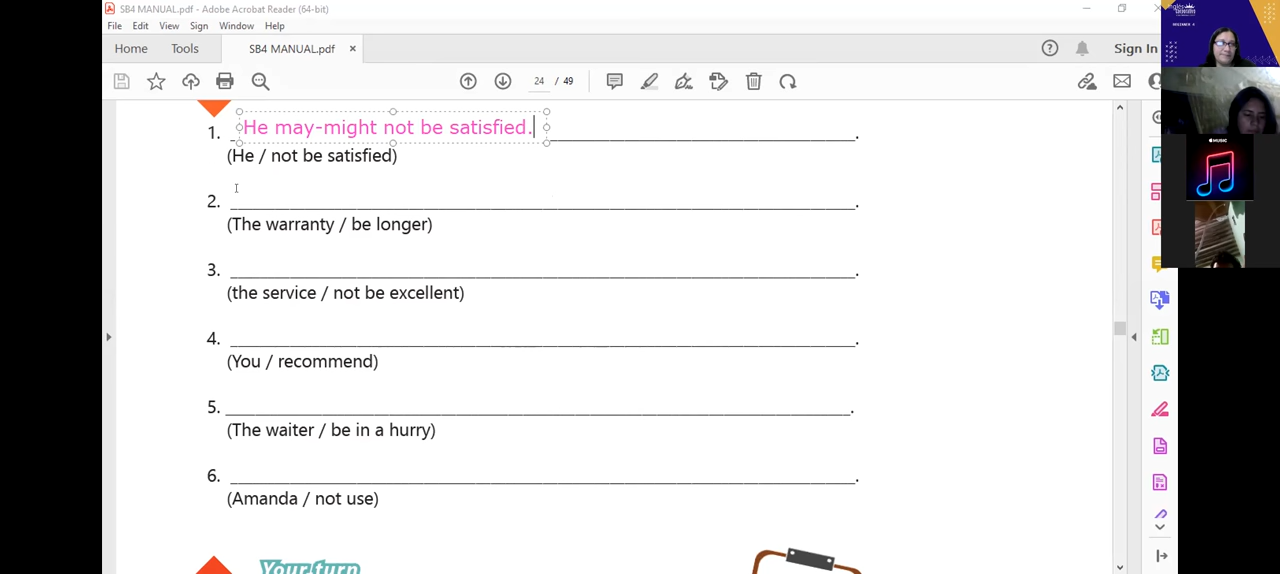 SB4 MANUAL.pdf - Adobe Acrobat Reader (64-bit)
File Edit View Sign Window Help
Home Tools SB4 MANUAL.pdf × Sign In
24 / 49
1. He may-might not be satisfied. .
(He / not be satisfied)
2. .
(The warranty / be longer)
3. .
(the service / not be excellent)
4. .
(You / recommend)
5. .
(The waiter / be in a hurry)
6. .
(Amanda / not use)
Your turn
MUSIC